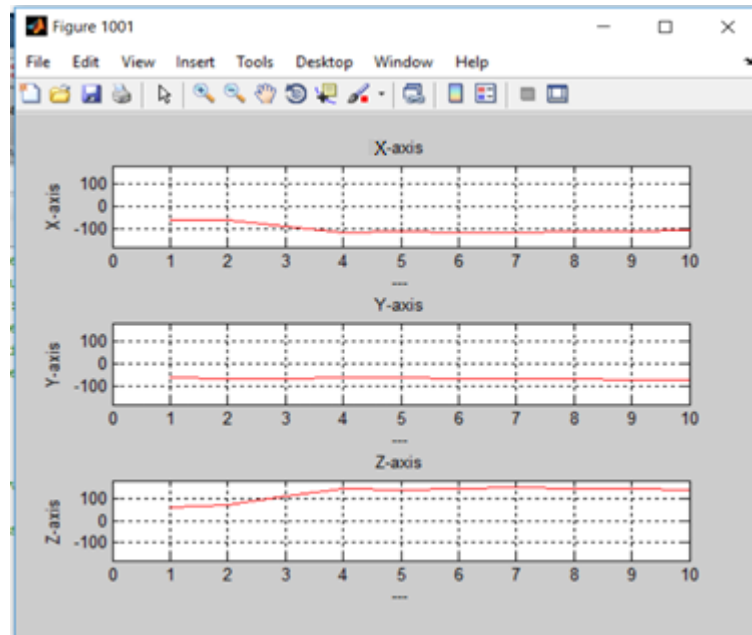 Figure 1001
File Edit View Insert Tools Desktop Window Help
X-axis
X-axis
100
0
-100
0 1 2 3 4 5 6 7 8 9 10
---
Y-axis
Y-axis
100
0
-100
0 1 2 3 4 5 6 7 8 9 10
---
Z-axis
Z-axis
100
0
-100
0 1 2 3 4 5 6 7 8 9 10
---